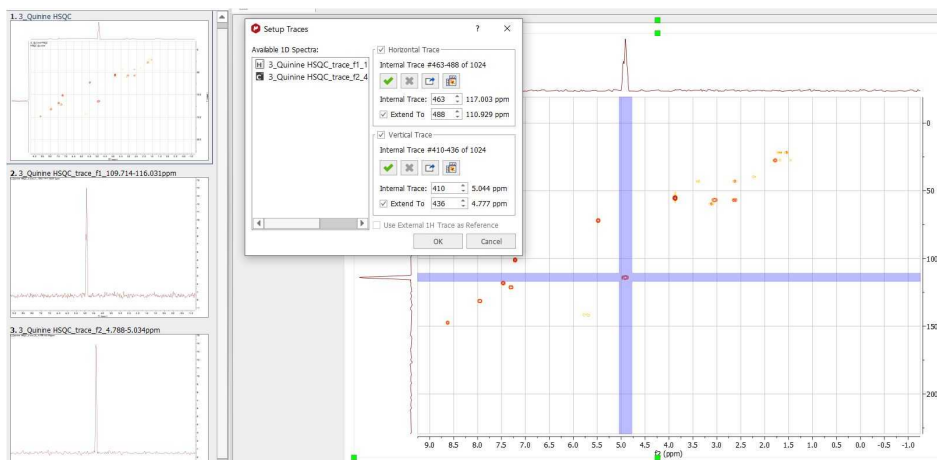 1. 3_Quinine HSQC
2. 3_Quinine HSQC_trace_f1_109.714-116.031ppm
3. 3_Quinine HSQC_trace_f2_4.788-5.034ppm
Setup Traces
?
Available 1D Spectra:
H 3_Quinine HSQC_trace_f1_1
C 3_Quinine HSQC_trace_f2_4
Horizontal Trace
Internal Trace #463-488 of 1024
Internal Trace: 463 117.003 ppm
Extend To 488 110.929 ppm
Vertical Trace
Internal Trace #410-436 of 1024
Internal Trace: 410 5.044 ppm
Extend To 436 4.777 ppm
Use External 1H Trace as Reference
OK Cancel
0
50
100
150
200
9.0 8.5 8.0 7.5 7.0 6.5 6.0 5.5 5.0 4.5 4.0 3.5 3.0 2.5 2.0 1.5 1.0 0.5 0.0 -0.5 -1.0
f2 (ppm)